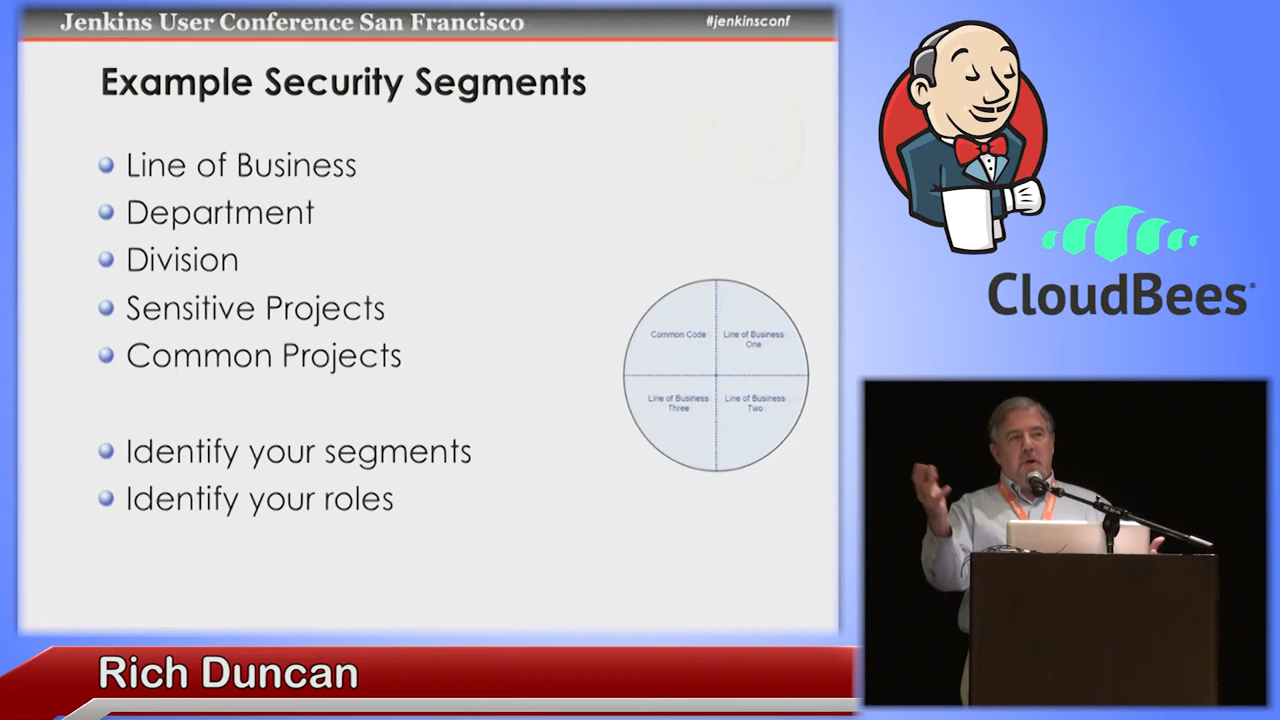 Jenkins User Conference San Francisco
#jenkinsconf
Example Security Segments
Line of Business
Department
Division
Sensitive Projects
Common Projects
Identify your segments
Identify your roles
Common Code
Line of Business
One
Line of Business
Three
Line of Business
Two
CloudBees
Rich Duncan